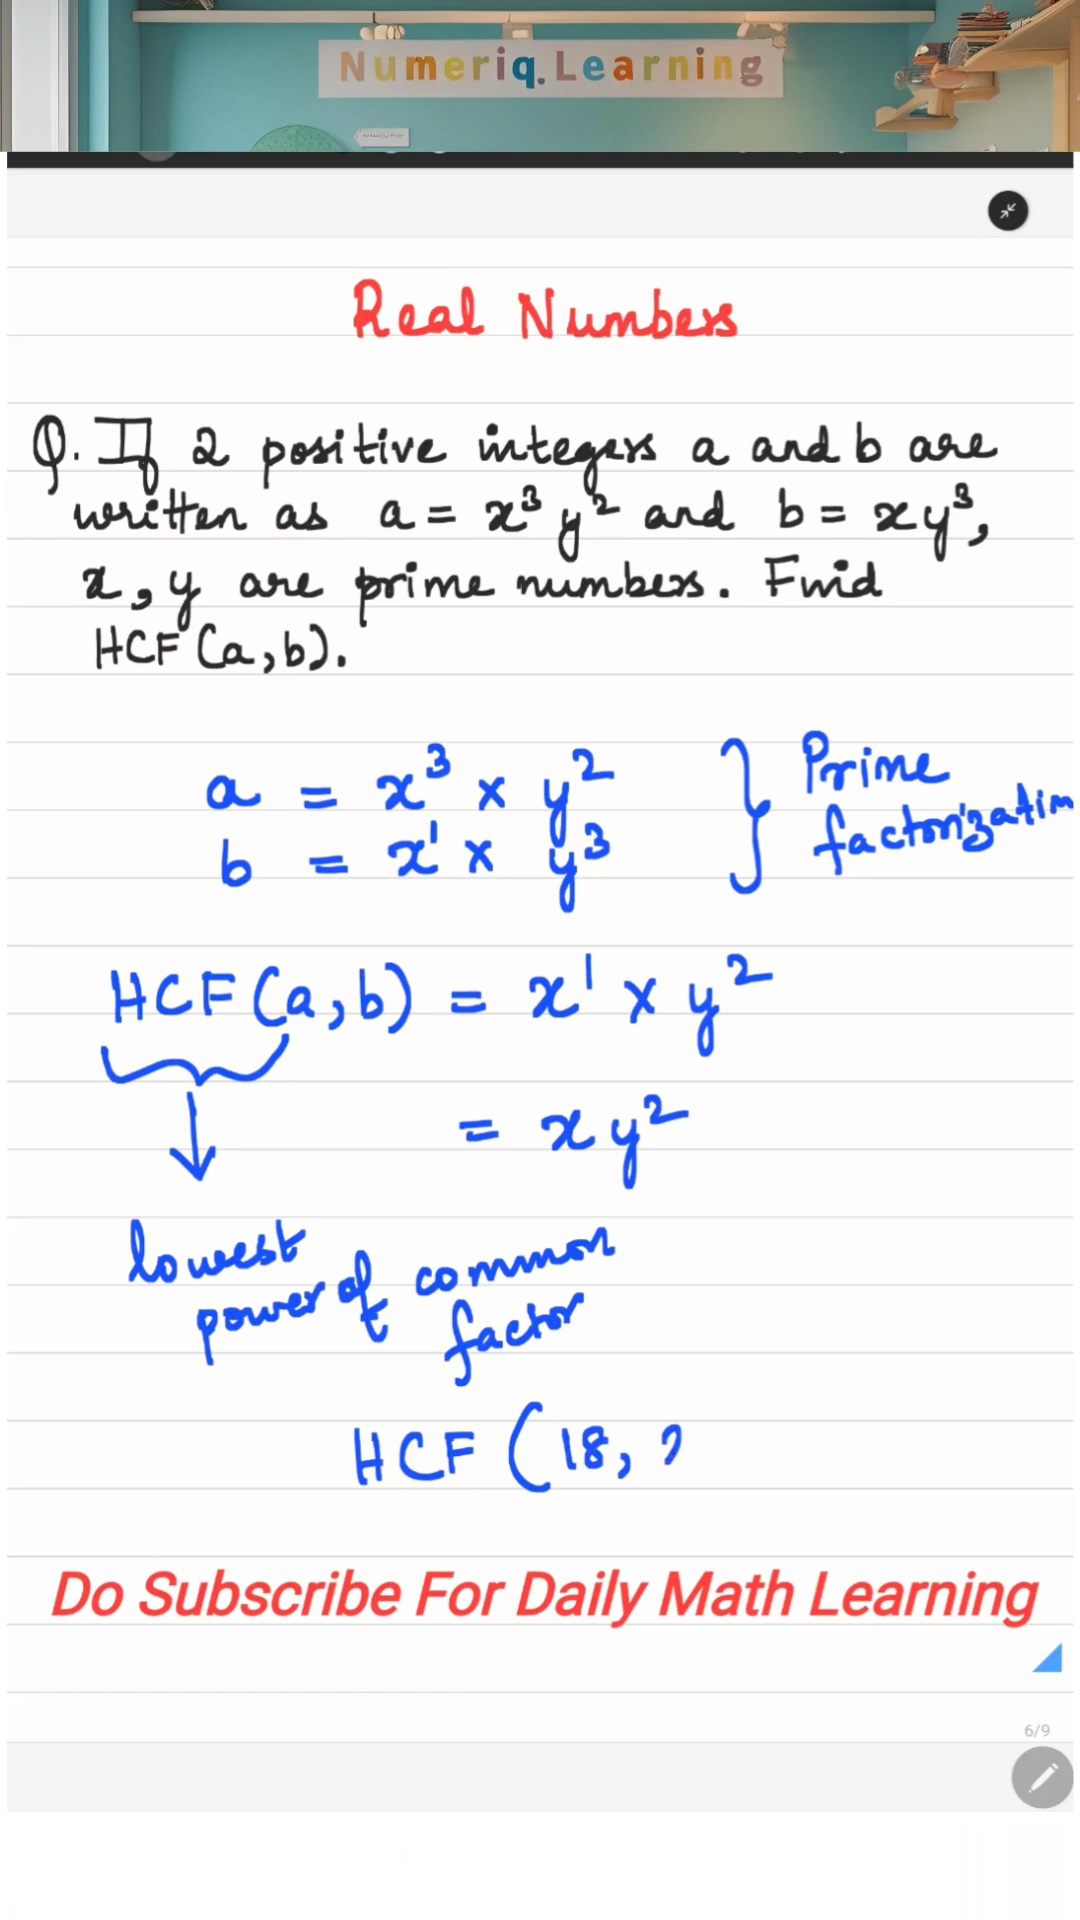 Numeriq.Learning
Real Numbers
Q. If 2 positive integers a and b are
written as a = x³y² and b = xy³,
x, y are prime numbers. Find
HCF (a, b).
a = x³ × y² } Prime
b = x¹ × y³ factorization
HCF (a, b) = x¹ × y²
= xy²
lowest
power of common
factor
HCF (18,
Do Subscribe For Daily Math Learning
6/9